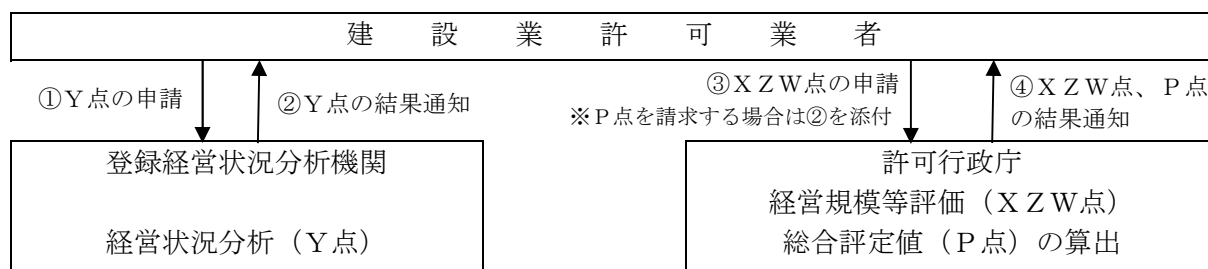 建設業許可業者
①Y点の申請
②Y点の結果通知
③XZW点の申請
※P点を請求する場合は②を添付
④XZW点、P点
の結果通知
登録経営状況分析機関
経営状況分析(Y点)
許可行政庁
経営規模等評価(XZW点)
総合評定値(P点)の算出